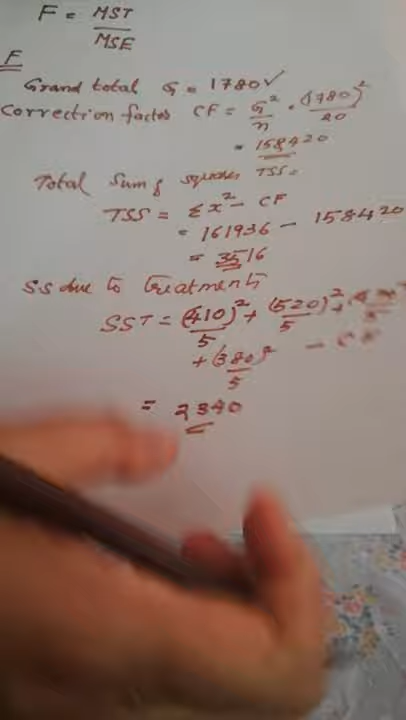 F = MST
MSE
F
Grand total G = 1780 ✓
Correction factor CF = G² = (1780)²
n 20
= 158420
Total Sum of squares TSS=
TSS = Σx² - CF
= 161936 - 158420
= 3516
SS due to treatments
SST = (410)² + (520)² +
5 5 5
+ (380)² - CF
5
= 2340